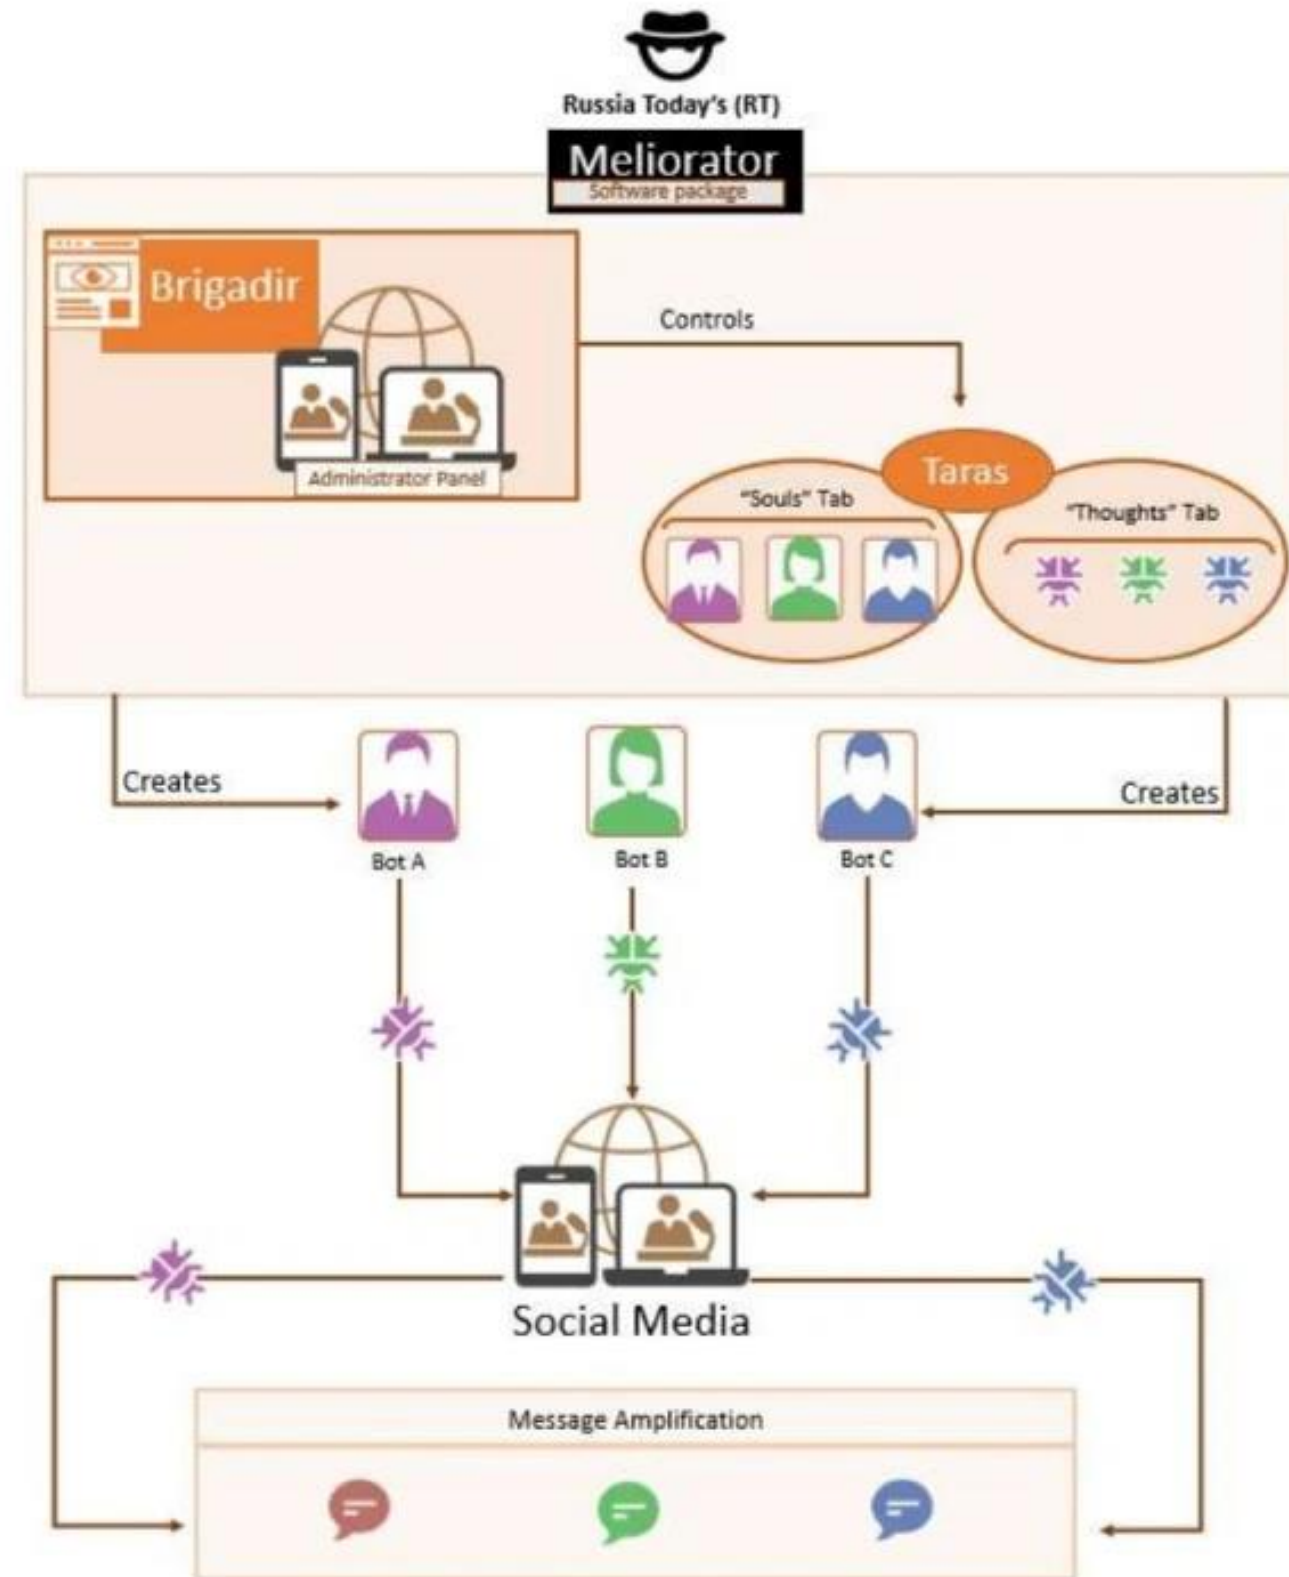 Russia Today's (RT)
Meliorator
Software package
Brigadir
Administrator Panel
Controls
Taras
"Souls" Tab
"Thoughts" Tab
Creates
Creates
Bot A
Bot B
Bot C
Social Media
Message Amplification